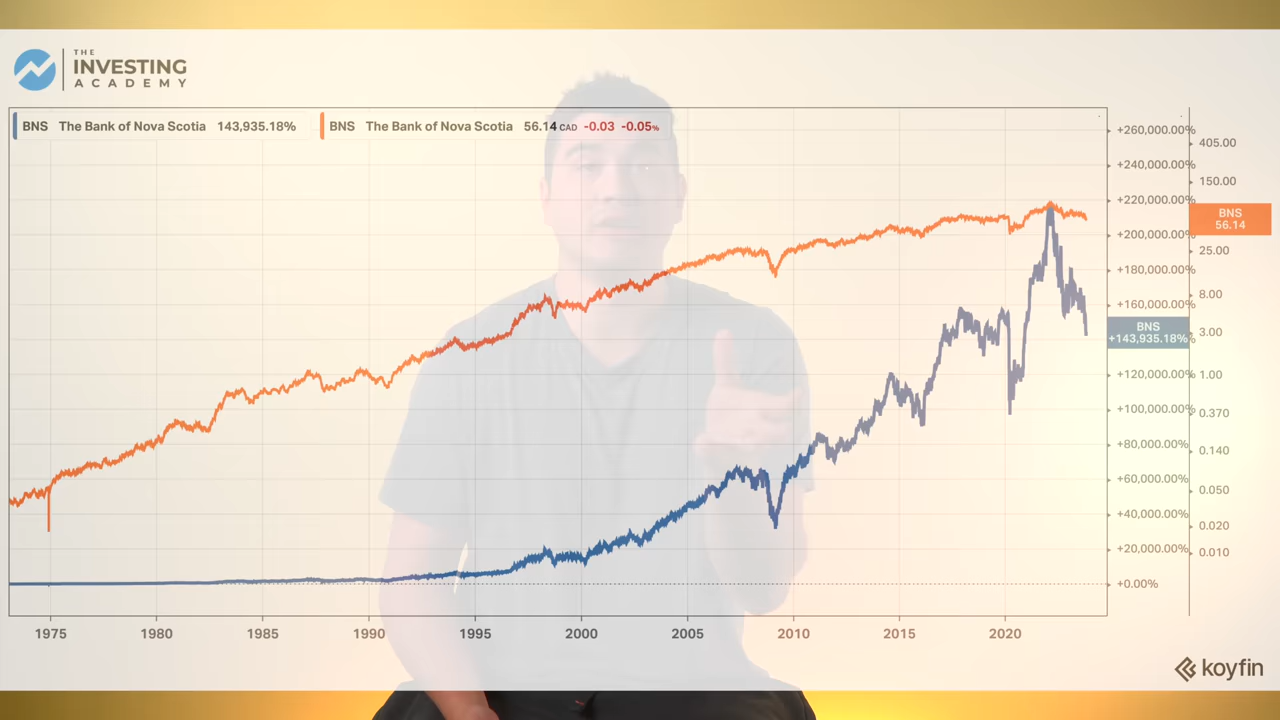 THE
INVESTING
ACADEMY
BNS The Bank of Nova Scotia 143,935.18%
BNS The Bank of Nova Scotia 56.14 CAD -0.03 -0.05%
+260,000.00%
+240,000.00%
+220,000.00%
+200,000.00%
+180,000.00%
+160,000.00%
BNS
+143,935.18%
+120,000.00%
+100,000.00%
+80,000.00%
+60,000.00%
+40,000.00%
+20,000.00%
+0.00%
405.00
150.00
BNS
56.14
25.00
8.00
3.00
1.00
0.370
0.140
0.050
0.020
0.010
1975 1980 1985 1990 1995 2000 2005 2010 2015 2020
koyfin